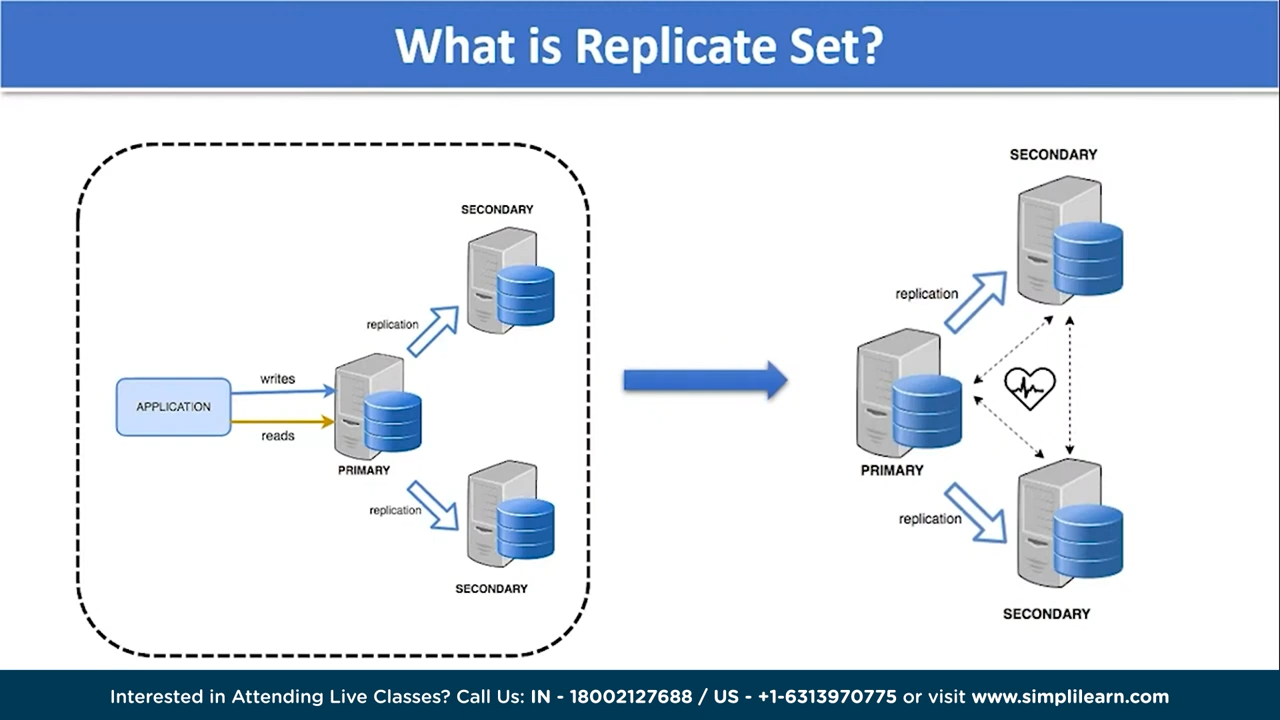 What is Replicate Set?
SECONDARY
replication
APPLICATION
writes
reads
PRIMARY
replication
SECONDARY
SECONDARY
replication
PRIMARY
replication
SECONDARY
Interested in Attending Live Classes? Call Us: IN - 18002127688 / US - +1-6313970775 or visit www.simplilearn.com